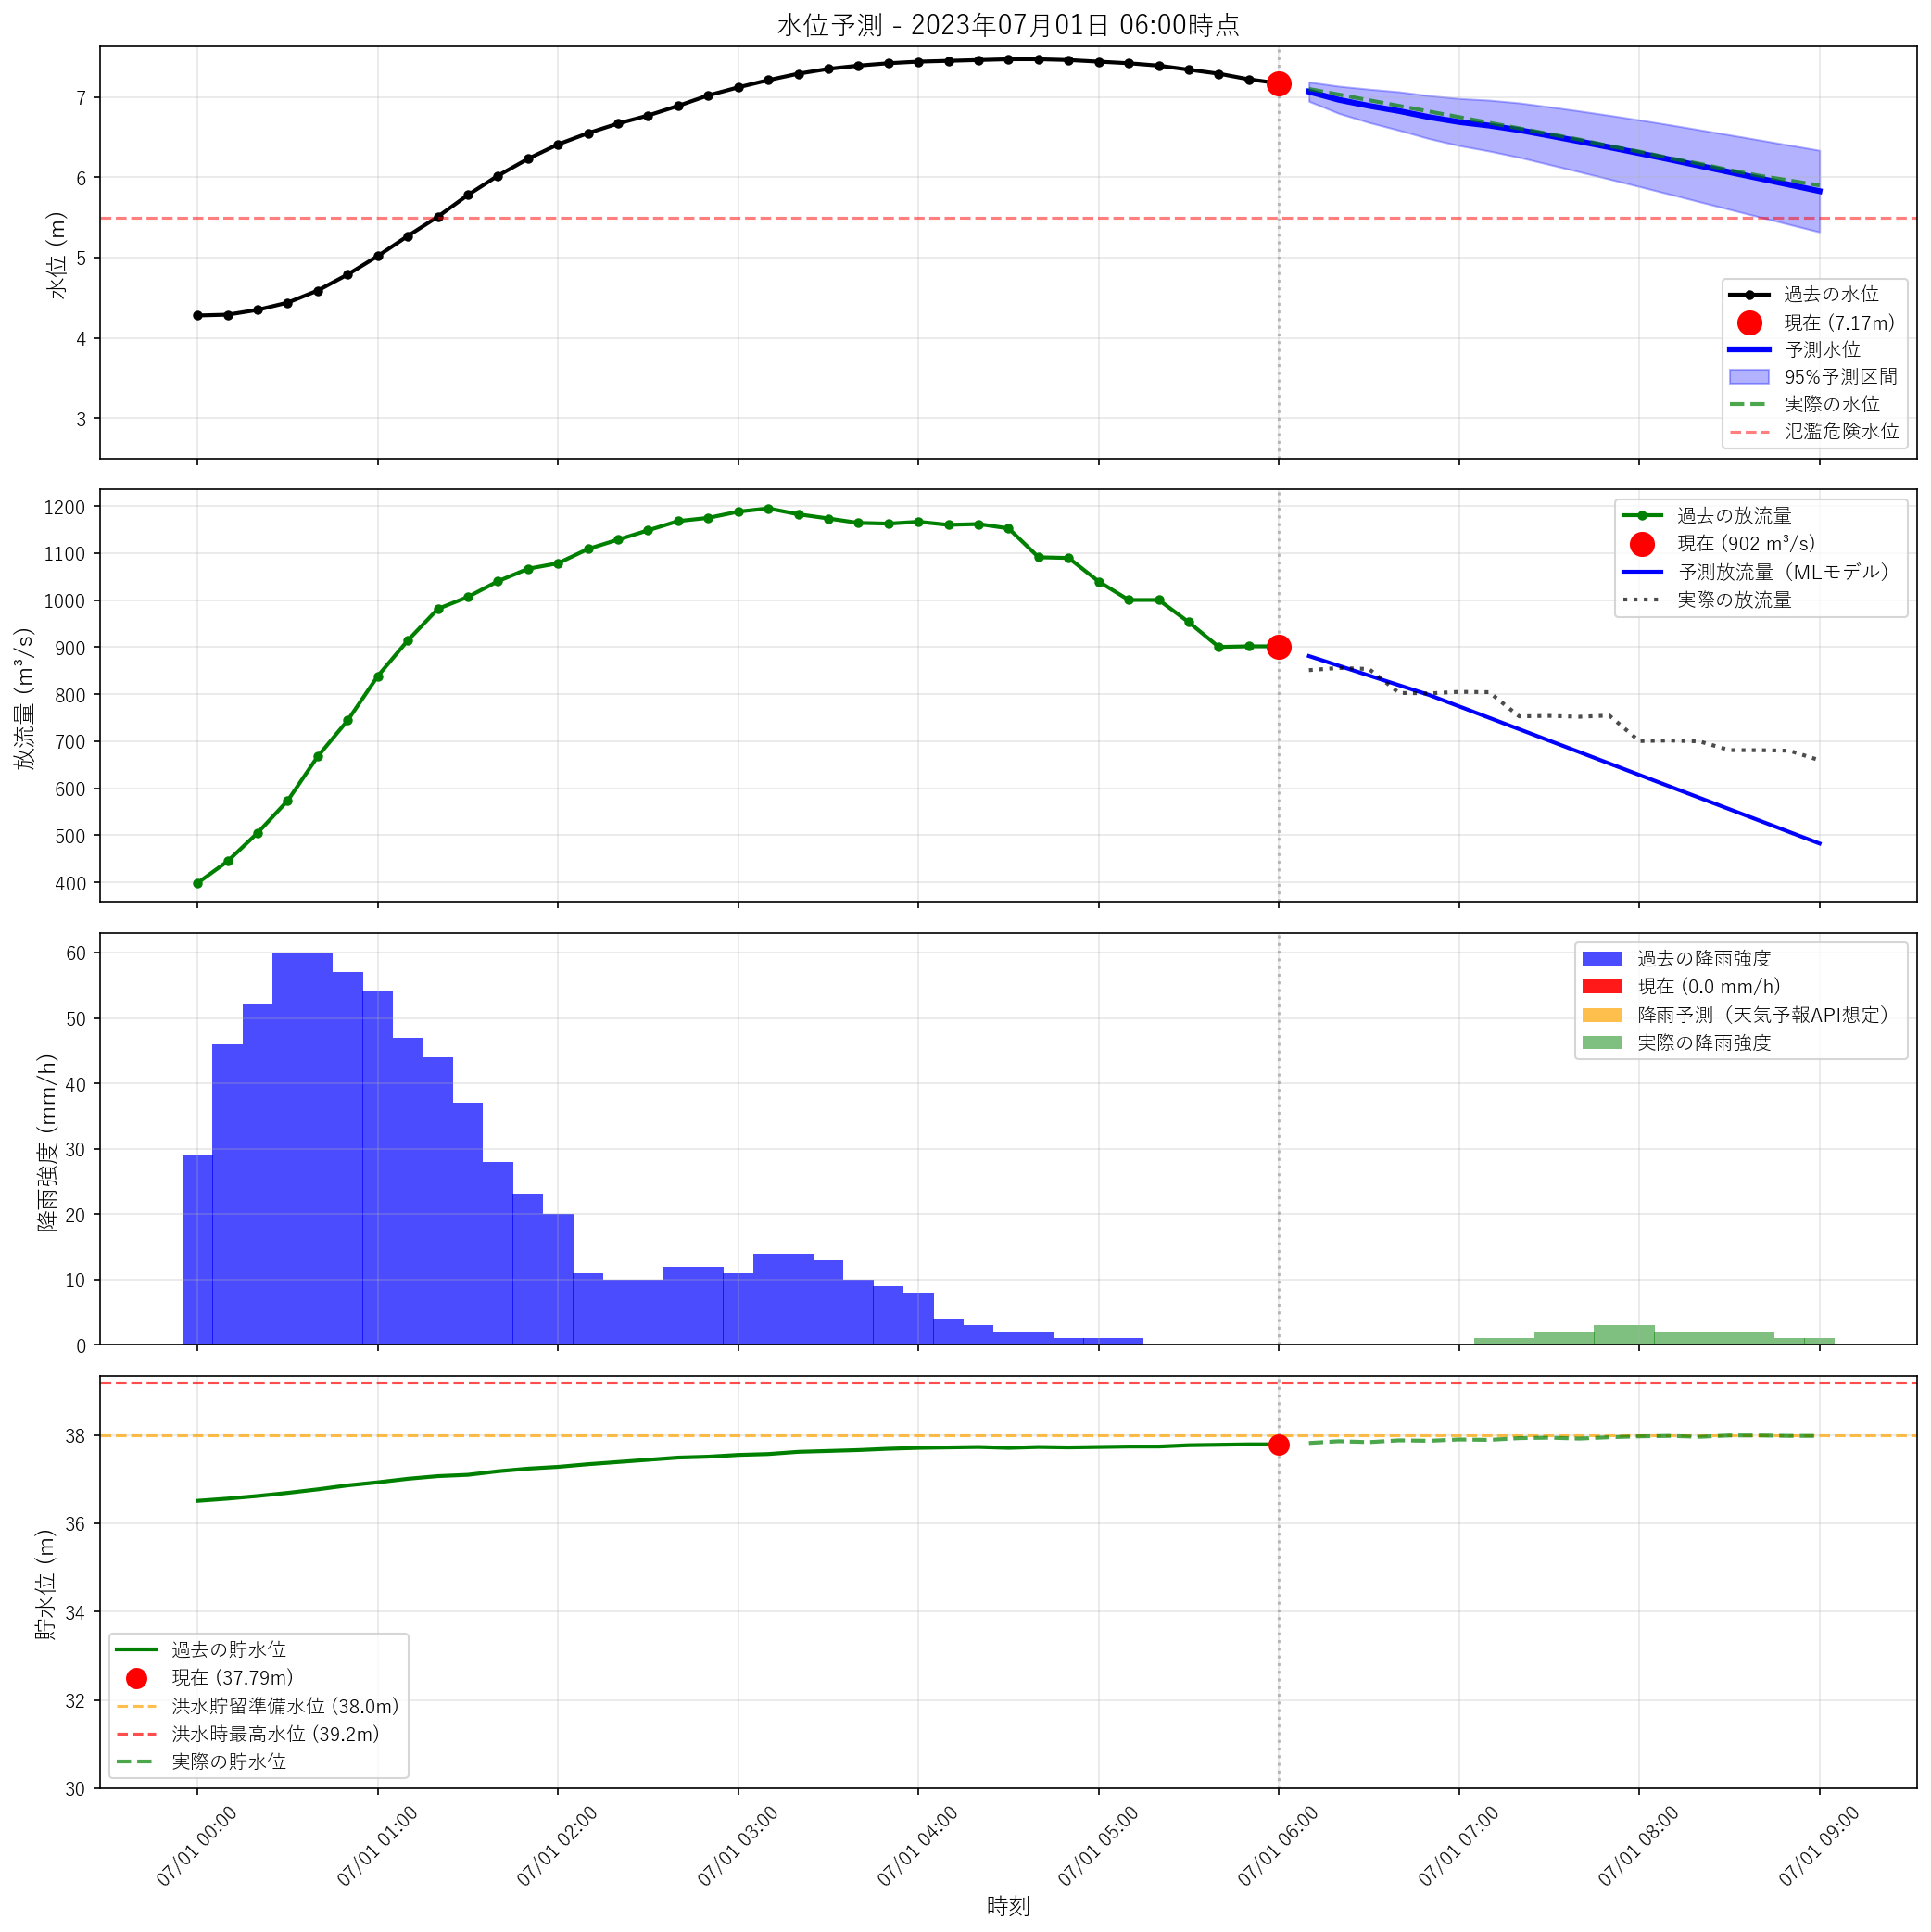 水位予測 - 2023年07月01日 06:00時点
水位 (m)
7
6
5
4
3
過去の水位
現在 (7.17m)
予測水位
95%予測区間
実際の水位
氾濫危険水位
放流量 (m³/s)
1200
1100
1000
900
800
700
600
500
400
過去の放流量
現在 (902 m³/s)
予測放流量（MLモデル）
実際の放流量
降雨強度 (mm/h)
60
50
40
30
20
10
0
過去の降雨強度
現在 (0.0 mm/h)
降雨予測（天気予報API想定）
実際の降雨強度
貯水位 (m)
38
36
34
32
30
過去の貯水位
現在 (37.79m)
洪水貯留準備水位 (38.0m)
洪水時最高水位 (39.2m)
実際の貯水位
07/01 00:00
07/01 01:00
07/01 02:00
07/01 03:00
07/01 04:00
07/01 05:00
07/01 06:00
07/01 07:00
07/01 08:00
07/01 09:00
時刻